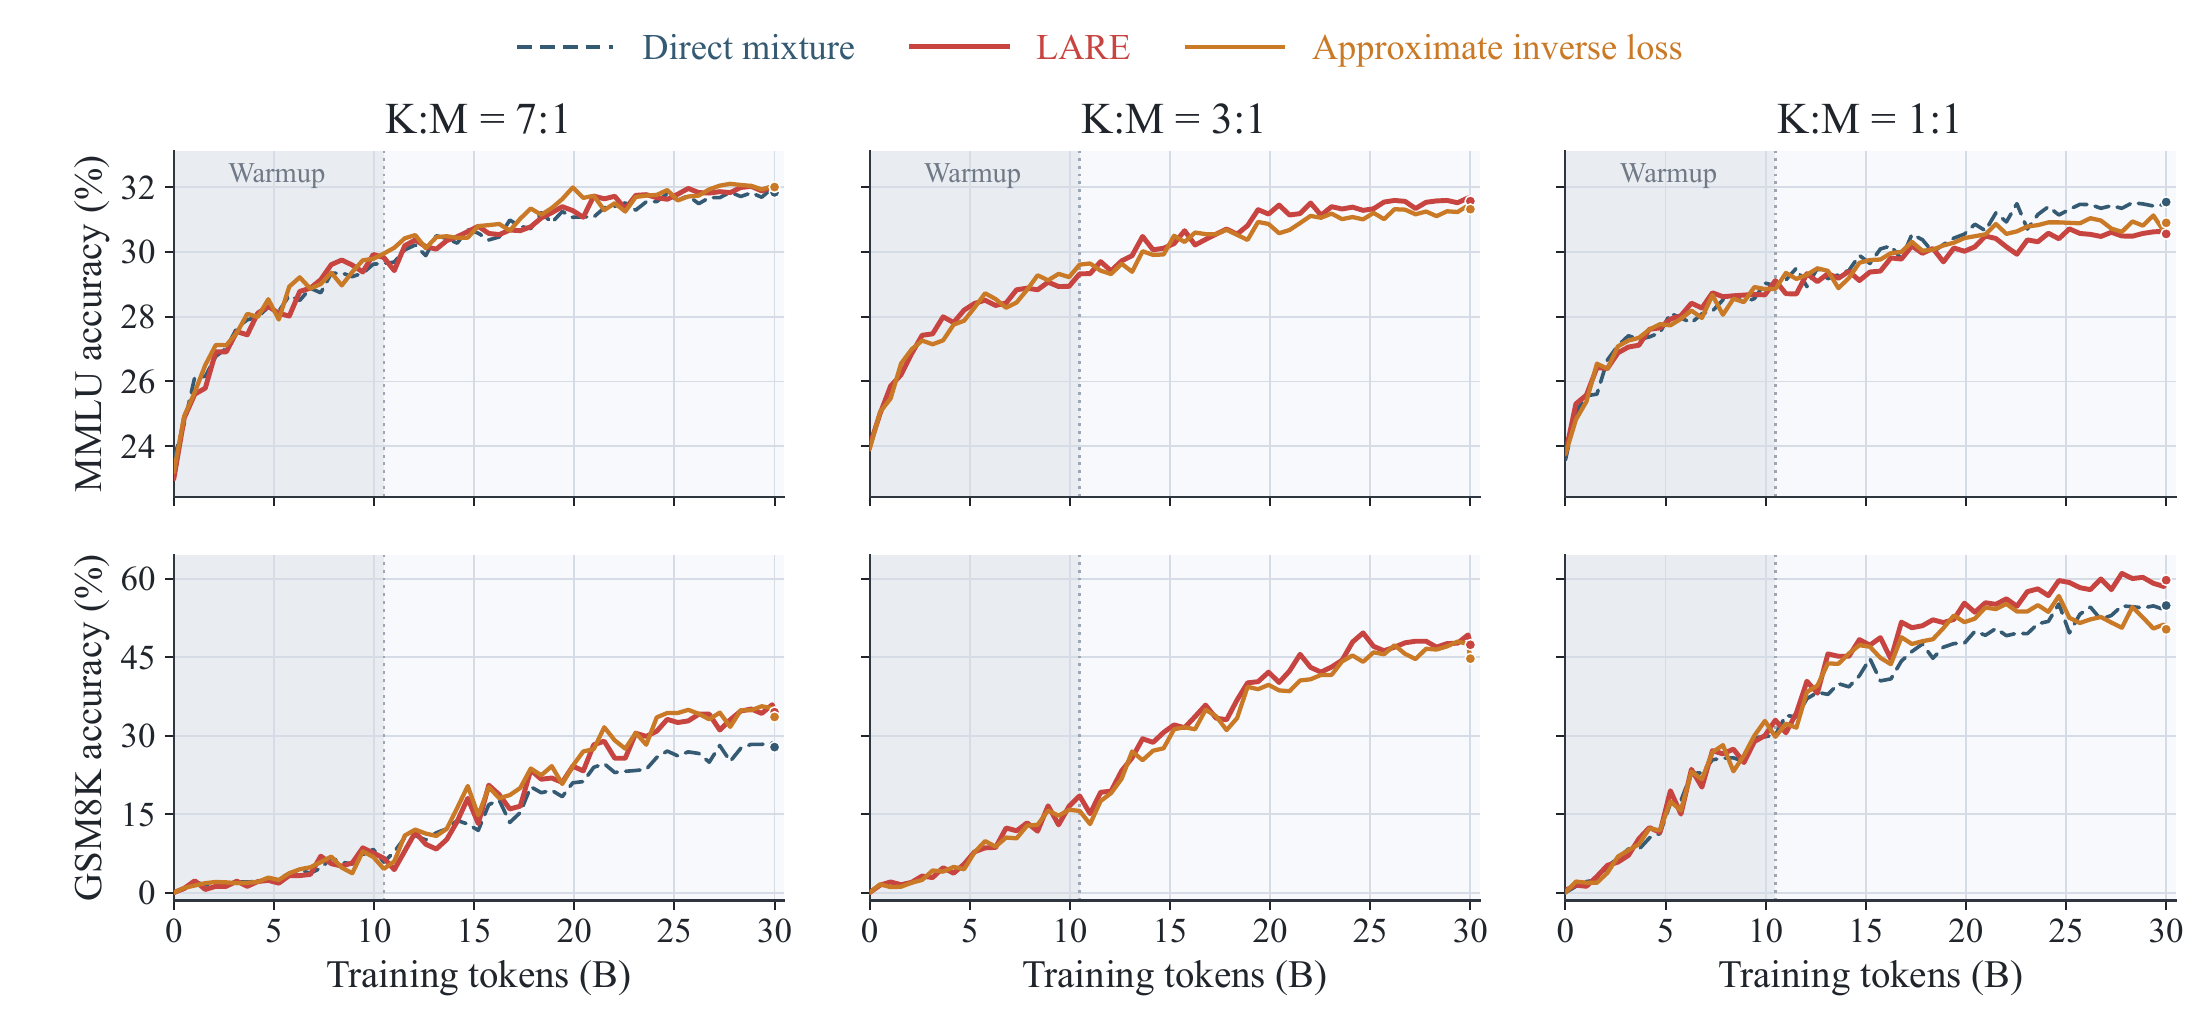 Direct mixture LARE Approximate inverse loss
K:M = 7:1 K:M = 3:1 K:M = 1:1
MMLU accuracy (%)
Warmup Warmup Warmup
32
30
28
26
24
GSM8K accuracy (%)
60
45
30
15
0
0 5 10 15 20 25 30 0 5 10 15 20 25 30 0 5 10 15 20 25 30
Training tokens (B) Training tokens (B) Training tokens (B)